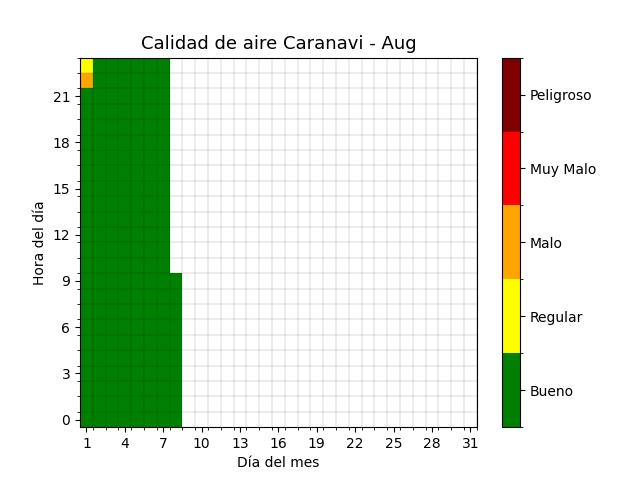 Calidad de aire Caranavi - Aug
Hora del día
21
18
15
12
9
6
3
0
1 4 7 10 13 16 19 22 25 28 31
Día del mes
Peligroso
Muy Malo
Malo
Regular
Bueno